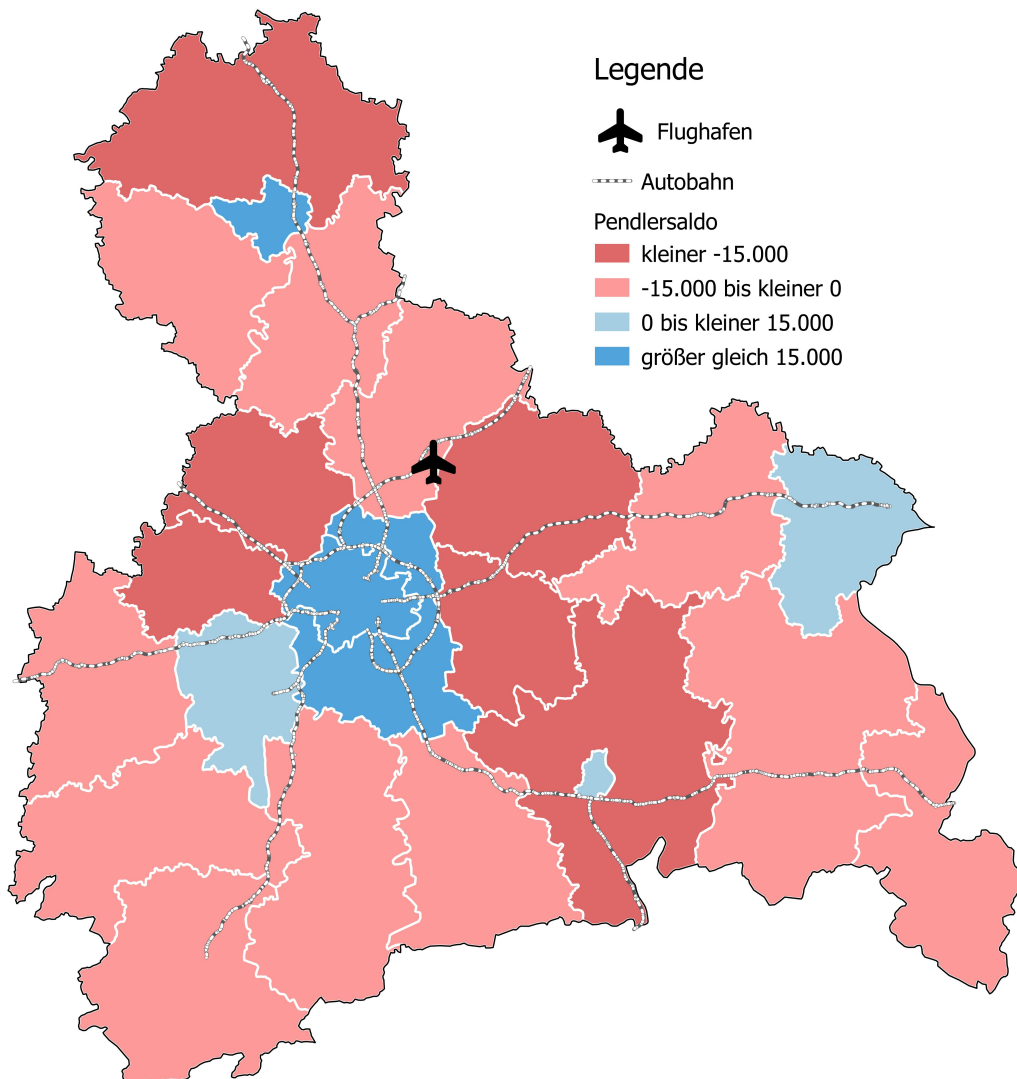 Legende
Flughafen
Autobahn
Pendlersaldo
kleiner -15.000
-15.000 bis kleiner 0
0 bis kleiner 15.000
größer gleich 15.000